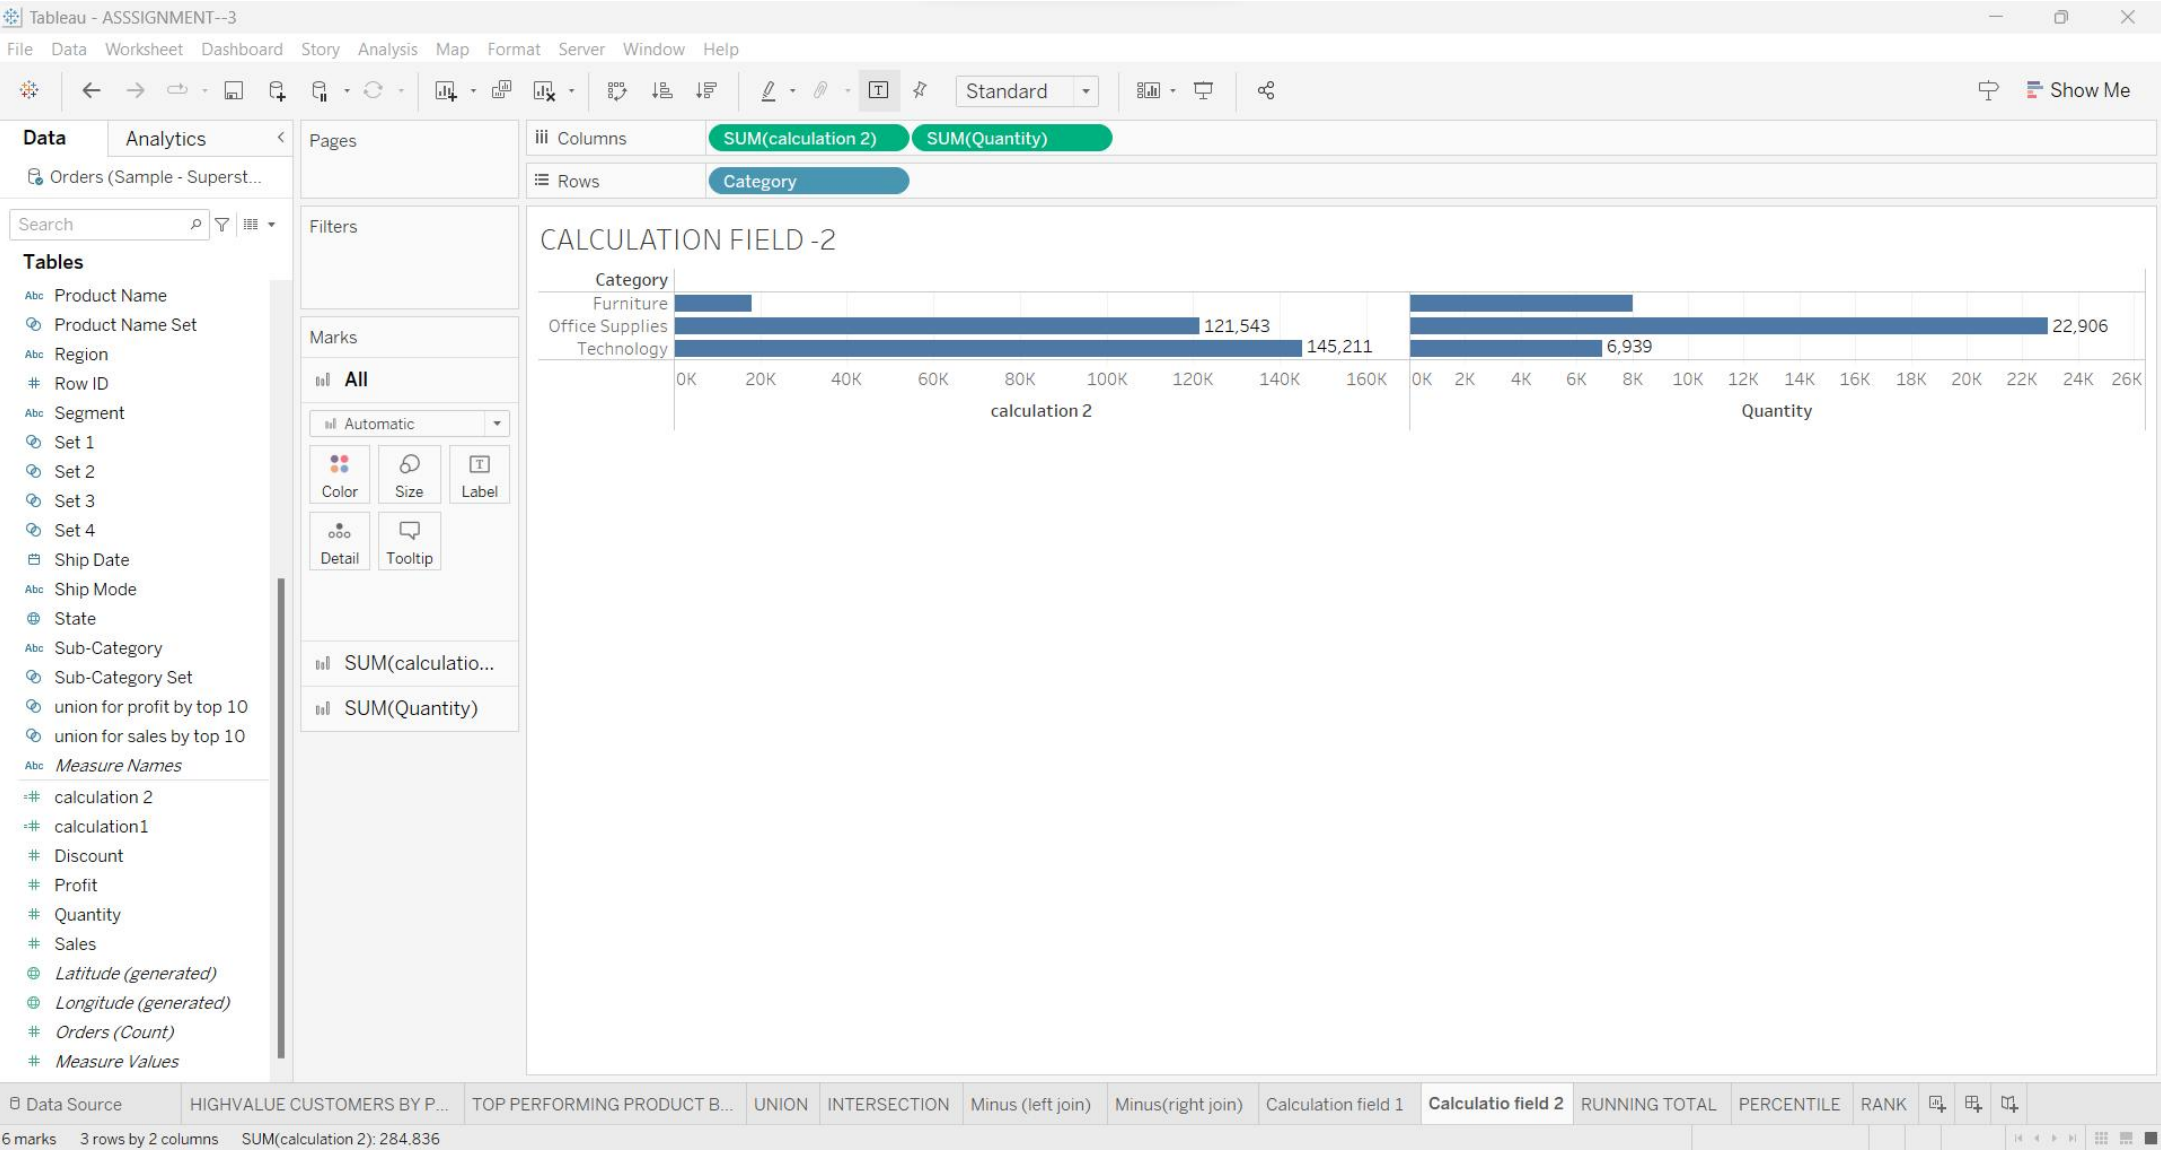 Tableau - ASSSIGNMENT--3
File Data Worksheet Dashboard Story Analysis Map Format Server Window Help
Standard
Show Me
Data Analytics
Orders (Sample - Superst...
Search
Tables
Abc Product Name
Product Name Set
Abc Region
# Row ID
Abc Segment
Set 1
Set 2
Set 3
Set 4
Ship Date
Abc Ship Mode
State
Abc Sub-Category
Sub-Category Set
union for profit by top 10
union for sales by top 10
Abc Measure Names
=# calculation 2
=# calculation1
# Discount
# Profit
# Quantity
# Sales
Latitude (generated)
Longitude (generated)
# Orders (Count)
# Measure Values
Pages
Filters
Marks
All
Automatic
Color Size Label
Detail Tooltip
SUM(calculatio...
SUM(Quantity)
iii Columns SUM(calculation 2) SUM(Quantity)
Rows Category
CALCULATION FIELD -2
Category
Furniture
Office Supplies 121,543 22,906
Technology 145,211 6,939
0K 20K 40K 60K 80K 100K 120K 140K 160K 0K 2K 4K 6K 8K 10K 12K 14K 16K 18K 20K 22K 24K 26K
calculation 2 Quantity
Data Source HIGHVALUE CUSTOMERS BY P... TOP PERFORMING PRODUCT B... UNION INTERSECTION Minus (left join) Minus(right join) Calculation field 1 Calculatio field 2 RUNNING TOTAL PERCENTILE RANK
6 marks 3 rows by 2 columns SUM(calculation 2): 284,836